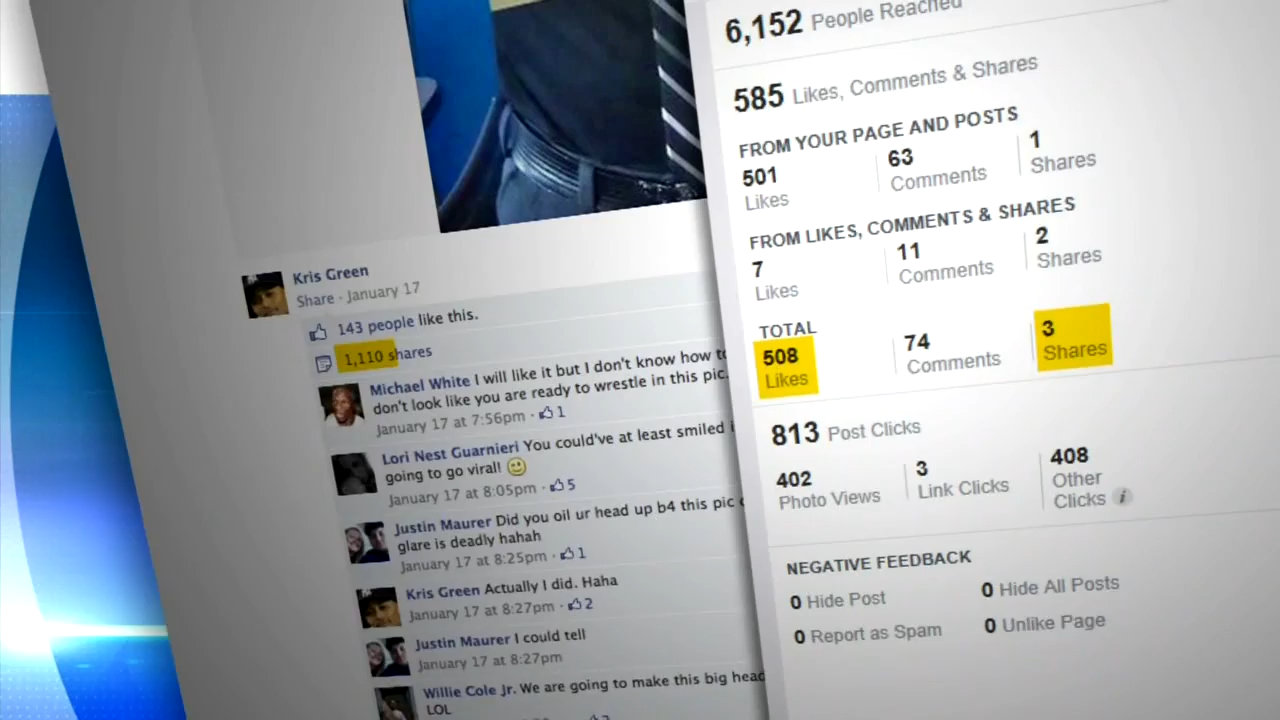 Kris Green
Share · January 17
143 people like this.
1,110 shares
Michael White I will like it but I don't know how to
don't look like you are ready to wrestle in this pic.
January 17 at 7:56pm · 1
Lori Nest Guarnieri You could've at least smiled i
going to go viral!
January 17 at 8:05pm · 5
Justin Maurer Did you oil ur head up b4 this pic
glare is deadly hahah
January 17 at 8:25pm · 1
Kris Green Actually I did. Haha
January 17 at 8:27pm · 2
Justin Maurer I could tell
January 17 at 8:27pm
Willie Cole Jr. We are going to make this big head
LOL
6,152 People Reached
585 Likes, Comments & Shares
FROM YOUR PAGE AND POSTS
501 63 1
Likes Comments Shares
FROM LIKES, COMMENTS & SHARES
7 11 2
Likes Comments Shares
TOTAL
508 74 3
Likes Comments Shares
813 Post Clicks
402 3 408
Photo Views Link Clicks Other
Clicks i
NEGATIVE FEEDBACK
0 Hide Post 0 Hide All Posts
0 Report as Spam 0 Unlike Page